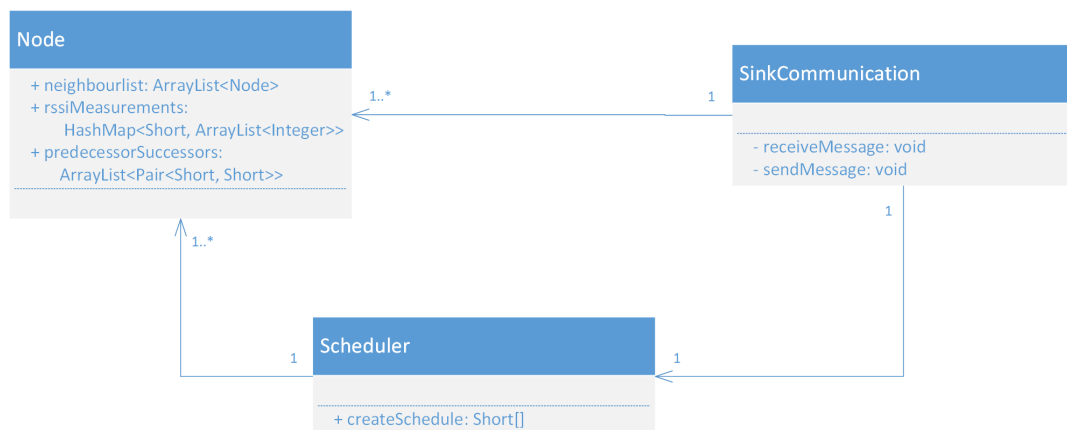 Node
+ neighbourlist: ArrayList<Node>
+ rssiMeasurements:
HashMap<Short, ArrayList<Integer>>
+ predecessorSuccessors:
ArrayList<Pair<Short, Short>>
1..*
1
SinkCommunication
- receiveMessage: void
- sendMessage: void
1
1..*
1
Scheduler
1
+ createSchedule: Short[]